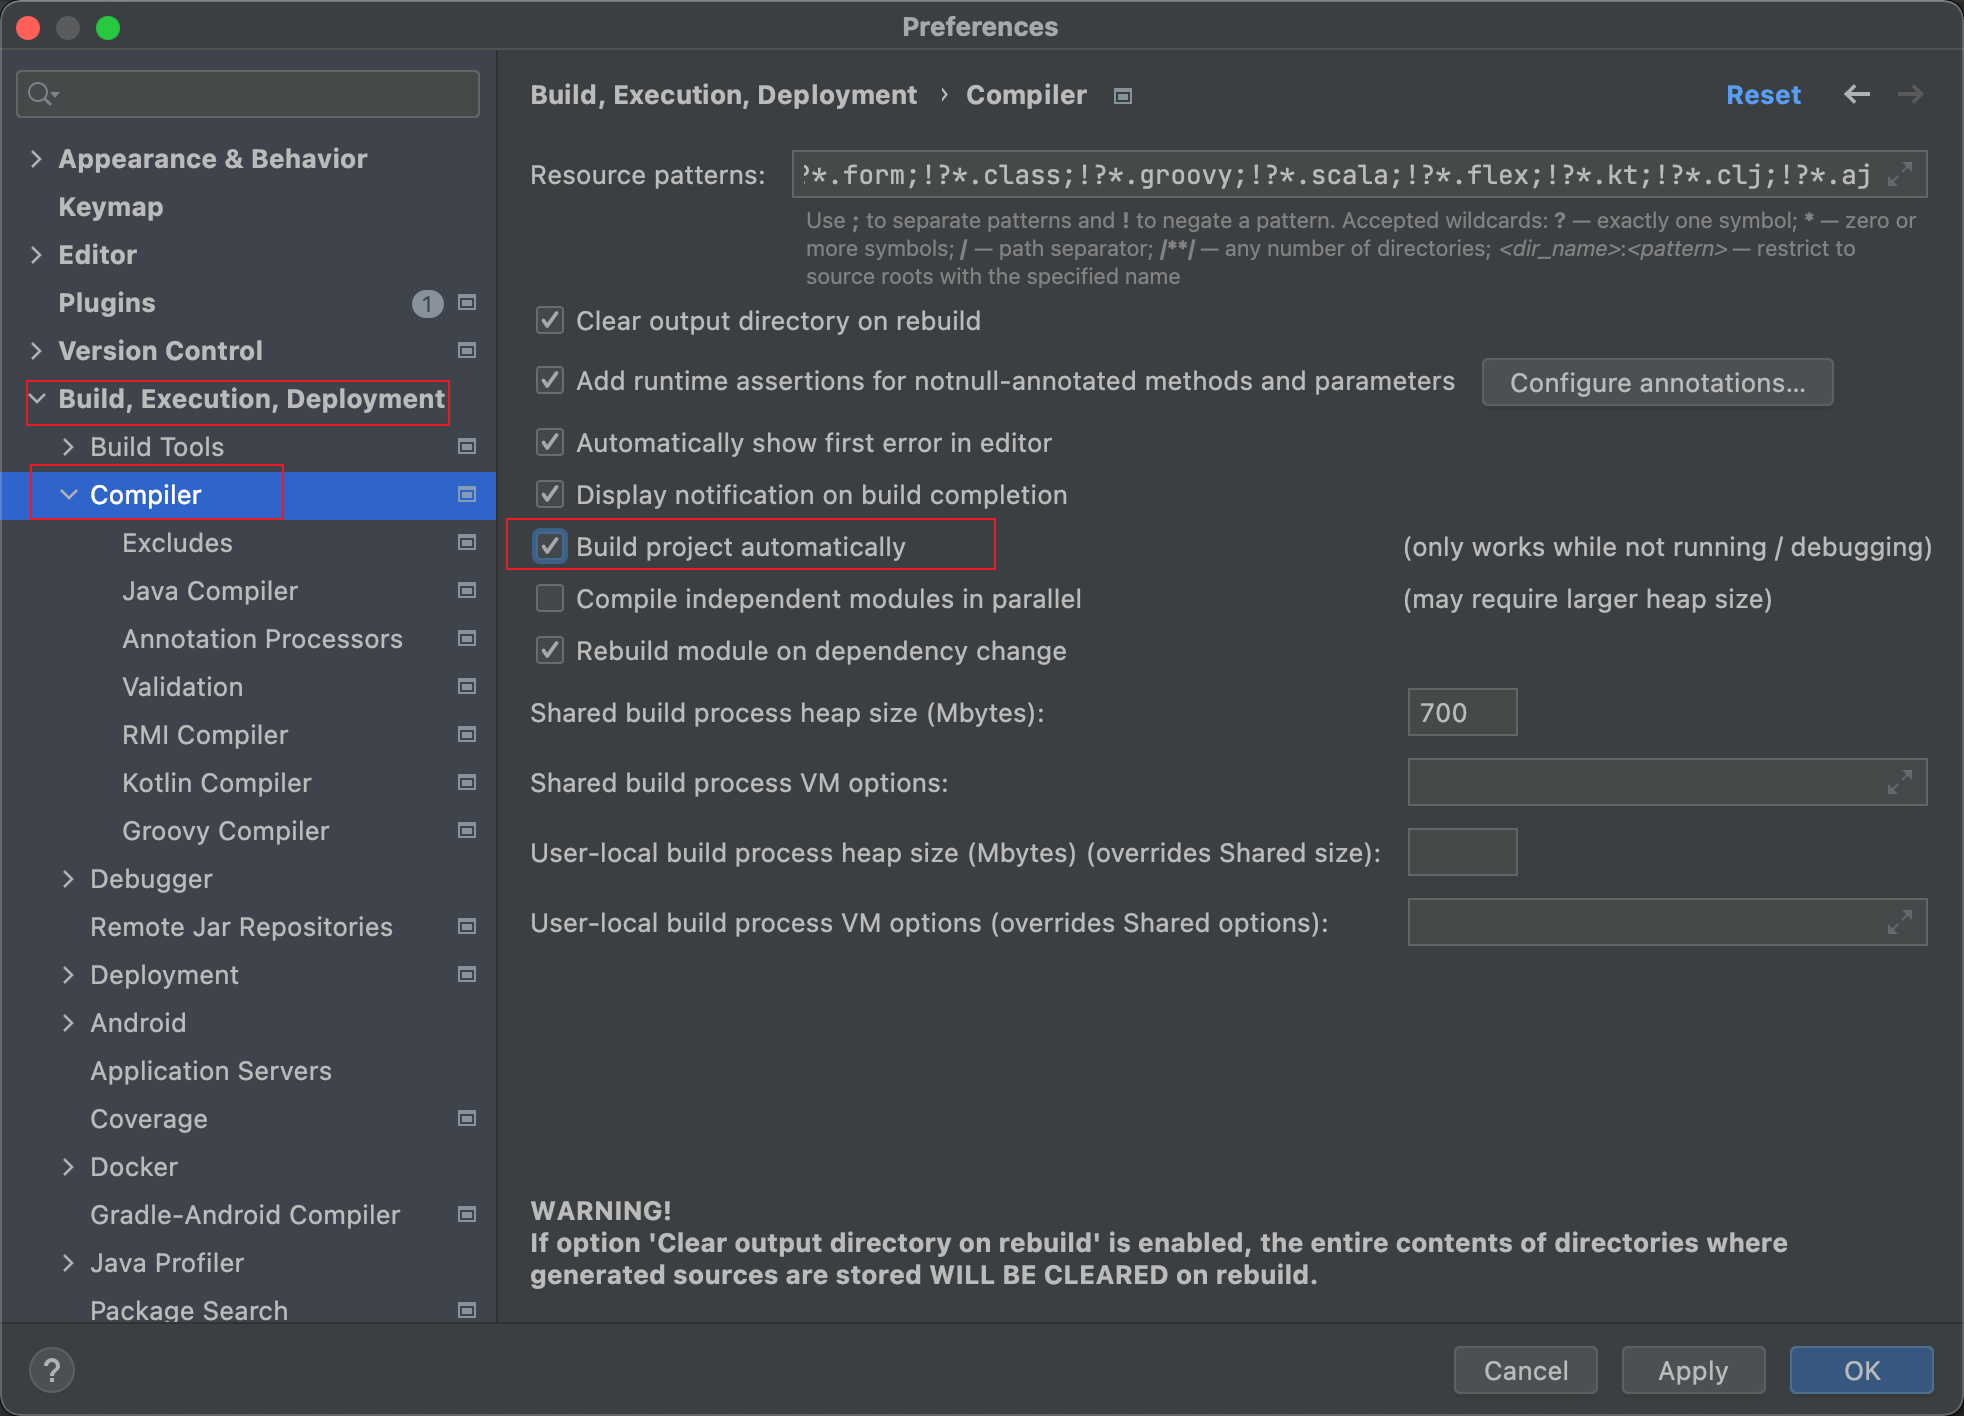 Preferences
Appearance & Behavior
Keymap
Editor
Plugins 1
Version Control
Build, Execution, Deployment
Build Tools
Compiler
Excludes
Java Compiler
Annotation Processors
Validation
RMI Compiler
Kotlin Compiler
Groovy Compiler
Debugger
Remote Jar Repositories
Deployment
Android
Application Servers
Coverage
Docker
Gradle-Android Compiler
Java Profiler
Package Search
Build, Execution, Deployment › Compiler
Reset
Resource patterns: ?*.form;!?*.class;!?*.groovy;!?*.scala;!?*.flex;!?*.kt;!?*.clj;!?*.aj
Use ; to separate patterns and ! to negate a pattern. Accepted wildcards: ? — exactly one symbol; * — zero or
more symbols; / — path separator; /**/ — any number of directories; <dir_name>:<pattern> — restrict to
source roots with the specified name
Clear output directory on rebuild
Add runtime assertions for notnull-annotated methods and parameters Configure annotations...
Automatically show first error in editor
Display notification on build completion
Build project automatically (only works while not running / debugging)
Compile independent modules in parallel (may require larger heap size)
Rebuild module on dependency change
Shared build process heap size (Mbytes): 700
Shared build process VM options:
User-local build process heap size (Mbytes) (overrides Shared size):
User-local build process VM options (overrides Shared options):
WARNING!
If option 'Clear output directory on rebuild' is enabled, the entire contents of directories where
generated sources are stored WILL BE CLEARED on rebuild.
? Cancel Apply OK